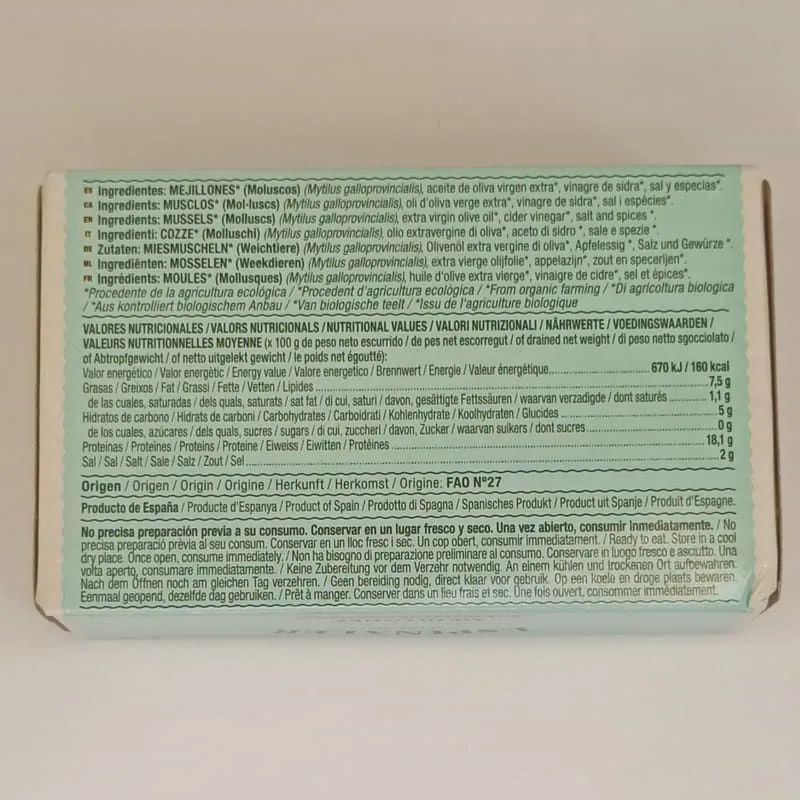 ES Ingredientes: MEJILLONES* (Moluscos) (Mytilus galloprovincialis), aceite de oliva virgen extra*, vinagre de sidra*, sal y especias*.
CA Ingredientes: MUSCLOS* (Mol·luscs) (Mytilus galloprovincialis), oli d'oliva verge extra*, vinagre de sidra*, sal i espècies*.
EN Ingredients: MUSSELS* (Molluscs) (Mytilus galloprovincialis), extra virgin olive oil*, cider vinegar*, salt and spices *.
IT Ingredienti: COZZE* (Molluschi) (Mytilus galloprovincialis), olio extravergine di oliva*, aceto di sidro *, sale e spezie *.
DE Zutaten: MIESMUSCHELN* (Weichtiere) (Mytilus galloprovincialis), Olivenöl extra vergine di oliva*, Apfelessig *, Salz und Gewürze *.
NL Ingrediënten: MOSSELEN* (Weekdieren) (Mytilus galloprovincialis), extra vierge olijfolie*, appelazijn*, zout en specerijen*.
FR Ingrédients: MOULES* (Mollusques) (Mytilus galloprovincialis), huile d'olive extra vierge*, vinaigre de cidre*, sel et épices*.
*Procedente de la agricultura ecológica / *Procedent d'agricultura ecològica / *From organic farming / *Di agricoltura biologica
/ *Aus kontrolliert biologischem Anbau / *Van biologische teelt / *Issu de l'agriculture biologique
VALORES NUTRICIONALES / VALORS NUTRICIONALS / NUTRITIONAL VALUES / VALORI NUTRIZIONALI / NÄHRWERTE / VOEDINGSWAARDEN /
VALEURS NUTRITIONNELLES MOYENNE (x 100 g de peso neto escurrido / de pes net escorregut / of drained net weight / di peso netto sgocciolato /
of Abtropfgewicht / of netto uitgelekt gewicht / le poids net égoutté):
Valor energético / Valor energètic / Energy value / Valore energetico / Brennwert / Energie / Valeur énergétique 670 kJ / 160 kcal
Grasas / Greixos / Fat / Grassi / Fette / Vetten / Lipides 7,5 g
de las cuales, saturadas / dels quals, saturats / sat fat / di cui, saturi / davon, gesättigte Fettssäuren / waarvan verzadigde / dont saturés 1,1 g
Hidratos de carbono / Hidrats de carboni / Carbohydrates / Carboidrati / Kohlenhydrate / Koolhydraten / Glucides 5 g
de los cuales, azúcares / dels quals, sucres / sugars / di cui, zuccheri / davon, Zucker / waarvan suikers / dont sucres 0 g
Proteinas / Proteïnes / Proteins / Proteine / Eiweiss / Eiwitten / Protéines 18,1 g
Sal / Sal / Salt / Sale / Salz / Zout / Sel 2 g
Origen / Origen / Origin / Origine / Herkunft / Herkomst / Origine: FAO Nº27
Producto de España / Producte d'Espanya / Product of Spain / Prodotto di Spagna / Spanisches Produkt / Product uit Spanje / Produit d'Espagne.
No precisa preparación previa a su consumo. Conservar en un lugar fresco y seco. Una vez abierto, consumir inmediatamente. / No
precisa preparació prèvia al seu consum. Conservar en un lloc fresc i sec. Un cop obert, consumir immediatament. / Ready to eat. Store in a cool
dry place. Once open, consume immediately. / Non ha bisogno di preparazione preliminare al consumo. Conservare in luogo fresco e asciutto. Una
volta aperto, consumare immediatamente. / Keine Zubereitung vor dem Verzehr notwendig. An einem kühlen und trockenen Ort aufbewahren.
Nach dem Öffnen noch am gleichen Tag verzehren. / Geen bereiding nodig, direct klaar voor gebruik. Op een koele en droge plaats bewaren.
Eenmaal geopend, dezelfde dag gebruiken. / Prêt à manger. Conserver dans un lieu frais et sec. Une fois ouvert, consommer immédiatement.